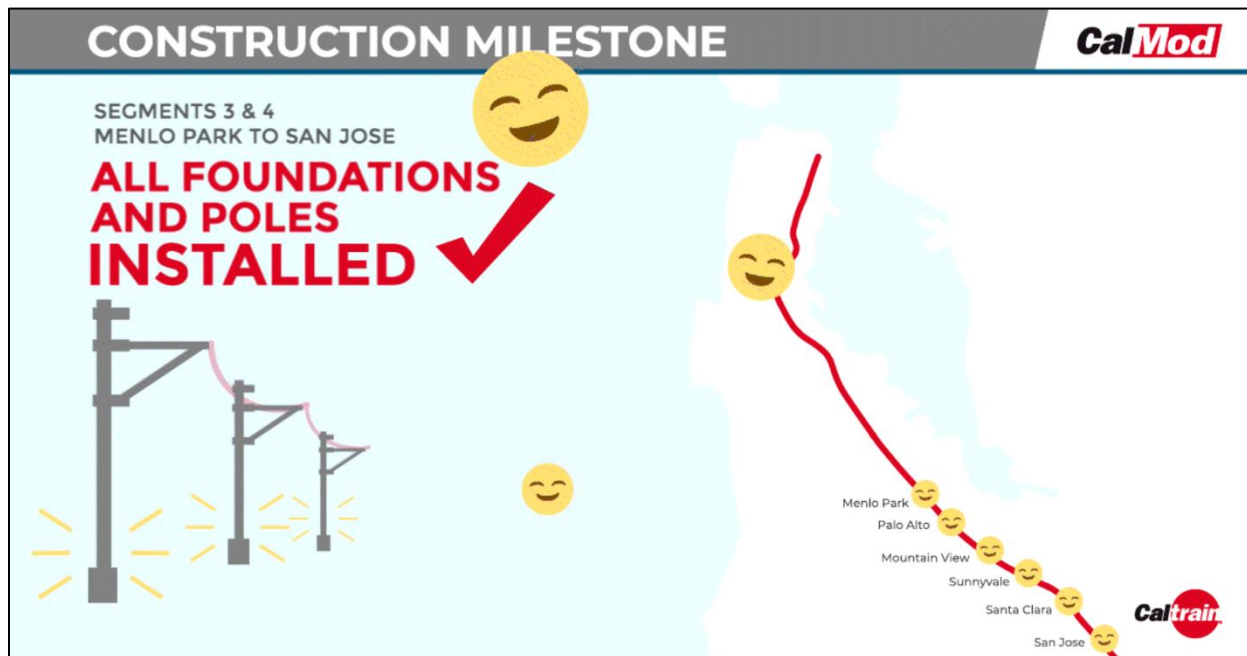 CONSTRUCTION MILESTONE
CalMod
SEGMENTS 3 & 4
MENLO PARK TO SAN JOSE
ALL FOUNDATIONS
AND POLES
INSTALLED
Menlo Park
Palo Alto
Mountain View
Sunnyvale
Santa Clara
San Jose
Caltrain